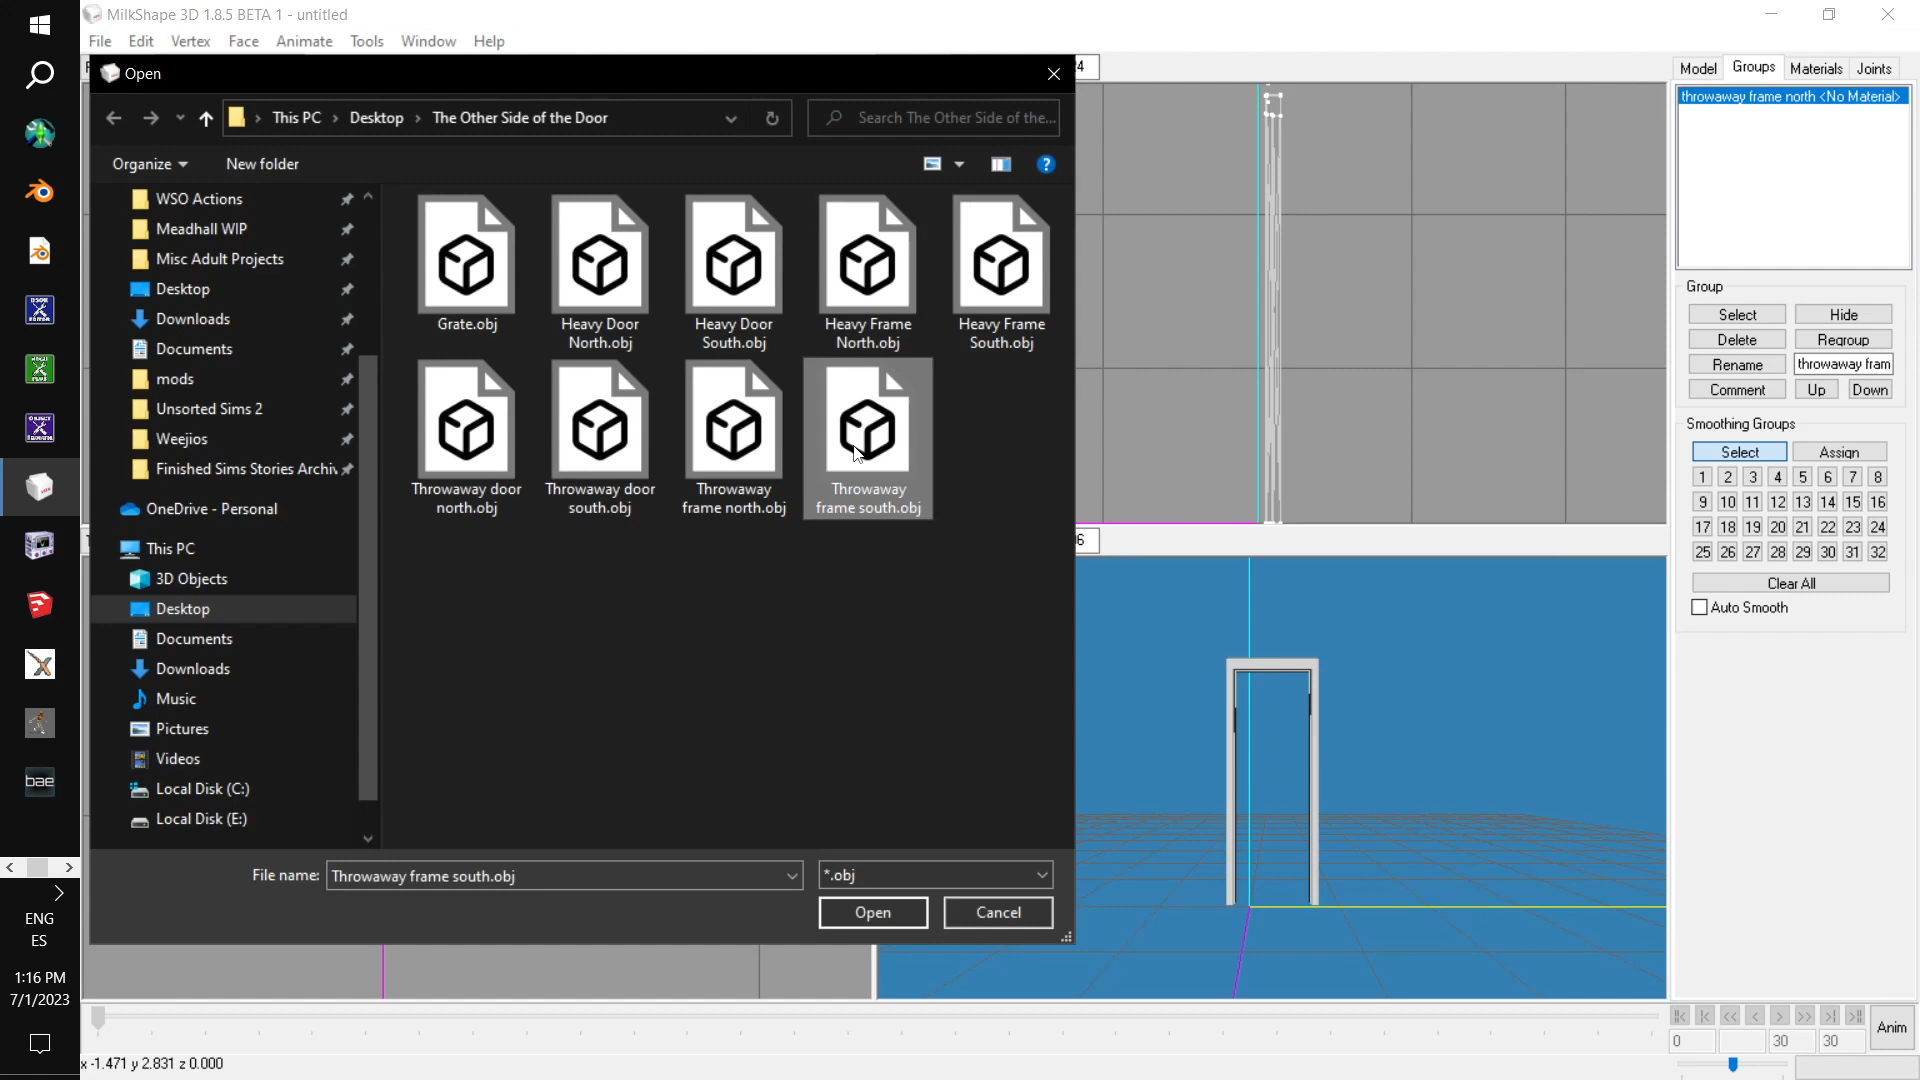 MilkShape 3D 1.8.5 BETA 1 - untitled
File Edit Vertex Face Animate Tools Window Help
Open
This PC > Desktop > The Other Side of the Door
Search The Other Side of the...
Organize
New folder
WSO Actions
Meadhall WIP
Misc Adult Projects
Desktop
Downloads
Documents
mods
Unsorted Sims 2
Weejios
Finished Sims Stories Archiv
OneDrive - Personal
This PC
3D Objects
Desktop
Documents
Downloads
Music
Pictures
Videos
Local Disk (C:)
Local Disk (E:)
Grate.obj
Heavy Door
North.obj
Heavy Door
South.obj
Heavy Frame
North.obj
Heavy Frame
South.obj
Throwaway door
north.obj
Throwaway door
south.obj
Throwaway
frame north.obj
Throwaway
frame south.obj
File name: Throwaway frame south.obj
*.obj
Open Cancel
Model Groups Materials Joints
throwaway frame north <No Material>
Group
Select Hide
Delete Regroup
Rename throwaway fram
Comment Up Down
Smoothing Groups
Select Assign
1 2 3 4 5 6 7 8
9 10 11 12 13 14 15 16
17 18 19 20 21 22 23 24
25 26 27 28 29 30 31 32
Clear All
Auto Smooth
0 30 30
Anim
x -1.471 y 2.831 z 0.000
bae
ENG
ES
1:16 PM
7/1/2023